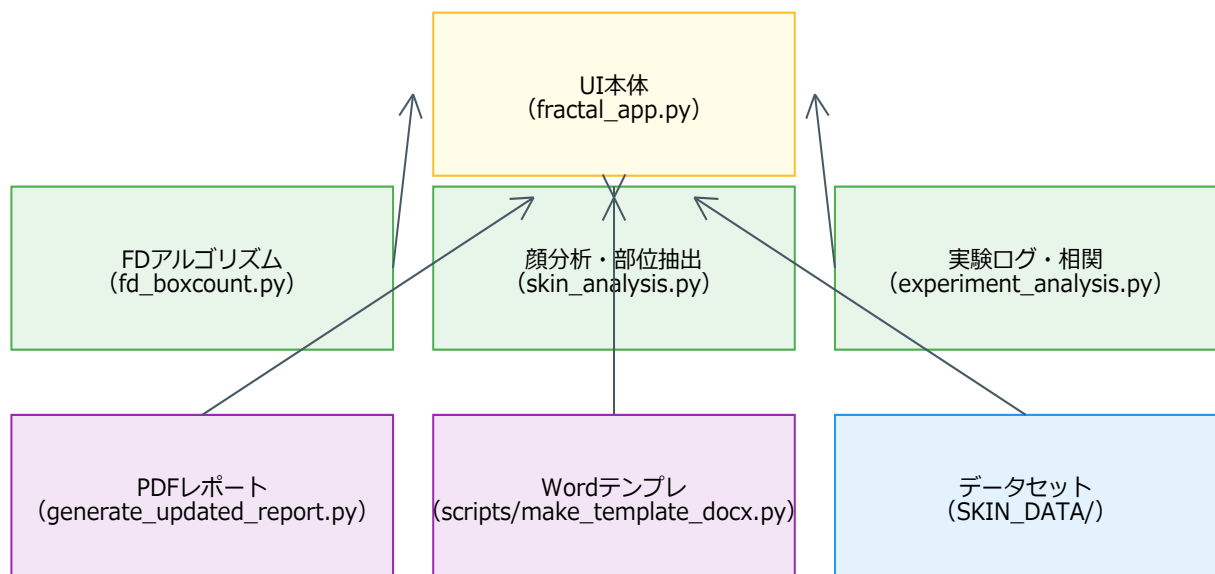 UI本体
（fractal_app.py）
FDアルゴリズム
（fd_boxcount.py）
顔分析・部位抽出
（skin_analysis.py）
実験ログ・相関
（experiment_analysis.py）
PDFレポート
（generate_updated_report.py）
Wordテンプレ
（scripts/make_template_docx.py）
データセット
（SKIN_DATA/）